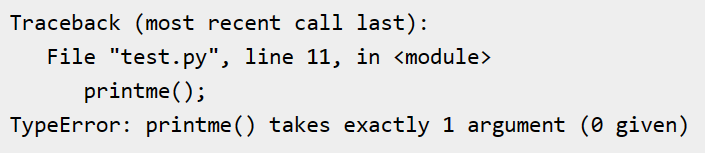 Traceback (most recent call last):
File "test.py", line 11, in <module>
printme();
TypeError: printme() takes exactly 1 argument (0 given)